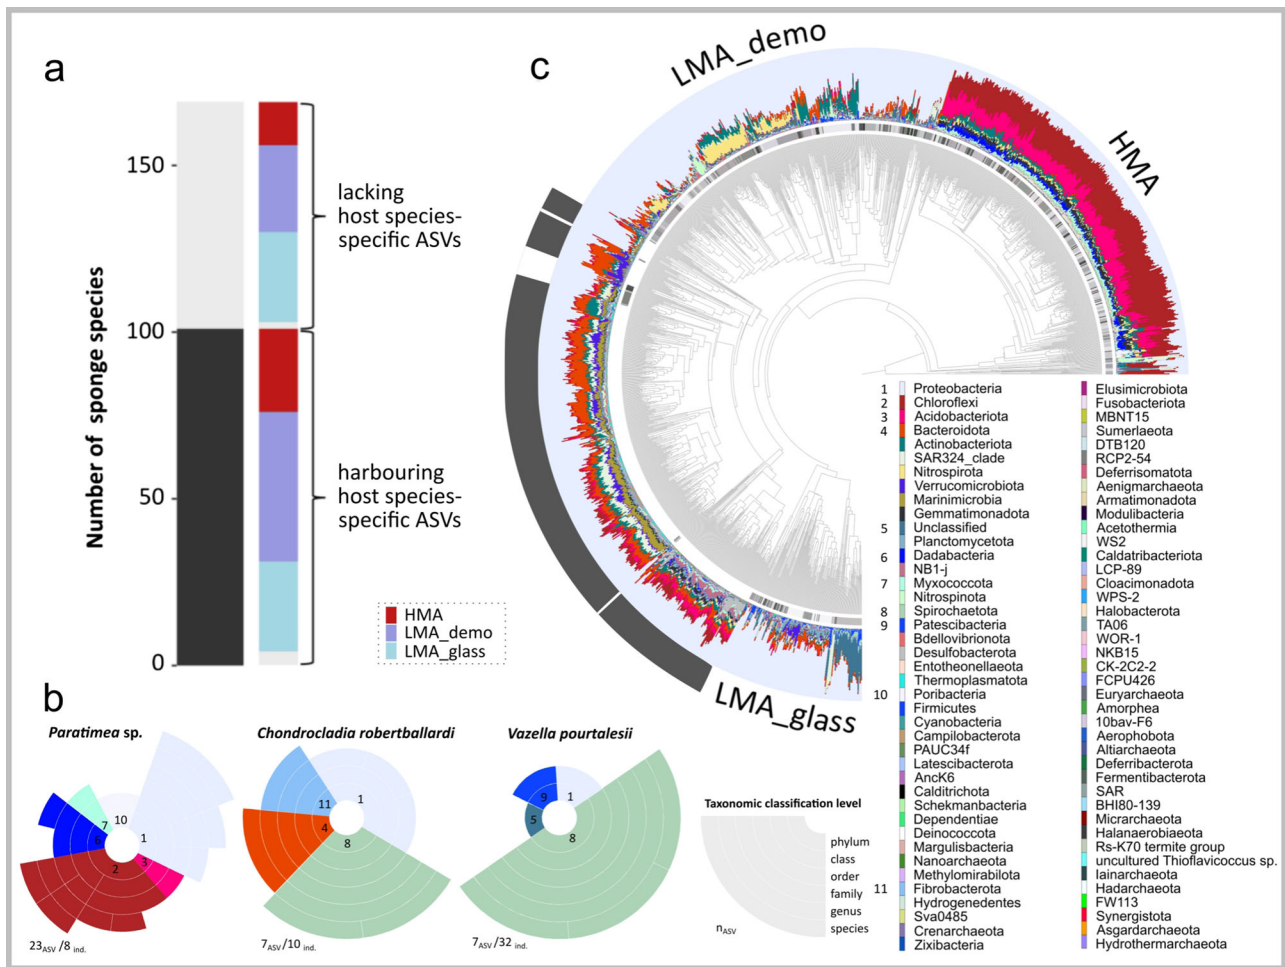 a
Number of sponge species
150
100
50
0
lacking
host species-
specific ASVs
harbouring
host species-
specific ASVs
HMA
LMA_demo
LMA_glass
b
Paratimea sp.
10
7
1
6
3
2
23ASV /8 ind.
Chondrocladia robertballardi
11
1
4
8
7ASV /10 ind.
Vazella pourtalesii
9
1
5
8
7ASV /32 ind.
Taxonomic classification level
phylum
class
order
family
genus
species
nASV
c
LMA_demo
HMA
LMA_glass
1 Proteobacteria
2 Chloroflexi
3 Acidobacteriota
4 Bacteroidota
Actinobacteriota
SAR324_clade
Nitrospirota
Verrucomicrobiota
Marinimicrobia
Gemmatimonadota
5 Unclassified
Planctomycetota
6 Dadabacteria
NB1-j
7 Myxococcota
Nitrospinota
8 Spirochaetota
9 Patescibacteria
Bdellovibrionota
Desulfobacterota
Entotheonellaeota
Thermoplasmatota
10 Poribacteria
Firmicutes
Cyanobacteria
Campilobacterota
PAUC34f
Latescibacterota
AncK6
Calditrichota
Schekmanbacteria
Dependentiae
Deinococcota
Margulisbacteria
Nanoarchaeota
Methylomirabilota
11 Fibrobacterota
Hydrogenedentes
Sva0485
Crenarchaeota
Zixibacteria
Elusimicrobiota
Fusobacteriota
MBNT15
Sumerlaeota
DTB120
RCP2-54
Deferrisomatota
Aenigmarchaeota
Armatimonadota
Modulibacteria
Acetothermia
WS2
Caldatribacteriota
LCP-89
Cloacimonadota
WPS-2
Halobacterota
TA06
WOR-1
NKB15
CK-2C2-2
FCPU426
Euryarchaeota
Amorphea
10bav-F6
Aerophobota
Altiarchaeota
Deferribacterota
Fermentibacterota
SAR
BHI80-139
Micrarchaeota
Halanaerobiaeota
Rs-K70 termite group
uncultured Thioflavicoccus sp.
Iainarchaeota
Hadarchaeota
FW113
Synergistota
Asgardarchaeota
Hydrothermarchaeota